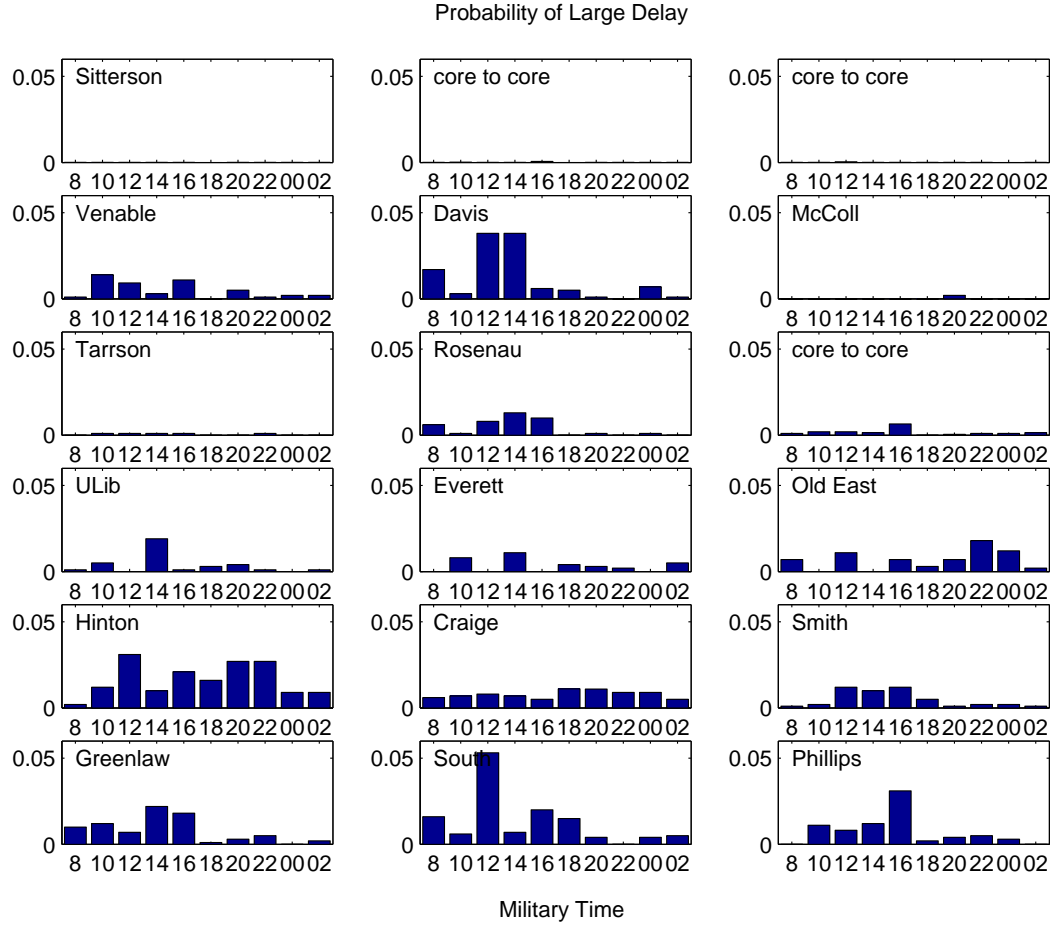 Probability of Large Delay
0.05 Sitterson 0.05 core to core 0.05 core to core
0 0 0
8 10 12 14 16 18 20 22 00 02 8 10 12 14 16 18 20 22 00 02 8 10 12 14 16 18 20 22 00 02
0.05 Venable 0.05 Davis 0.05 McColl
0 0 0
8 10 12 14 16 18 20 22 00 02 8 10 12 14 16 18 20 22 00 02 8 10 12 14 16 18 20 22 00 02
0.05 Tarrson 0.05 Rosenau 0.05 core to core
0 0 0
8 10 12 14 16 18 20 22 00 02 8 10 12 14 16 18 20 22 00 02 8 10 12 14 16 18 20 22 00 02
0.05 ULib 0.05 Everett 0.05 Old East
0 0 0
8 10 12 14 16 18 20 22 00 02 8 10 12 14 16 18 20 22 00 02 8 10 12 14 16 18 20 22 00 02
0.05 Hinton 0.05 Craige 0.05 Smith
0 0 0
8 10 12 14 16 18 20 22 00 02 8 10 12 14 16 18 20 22 00 02 8 10 12 14 16 18 20 22 00 02
0.05 Greenlaw 0.05 South 0.05 Phillips
0 0 0
8 10 12 14 16 18 20 22 00 02 8 10 12 14 16 18 20 22 00 02 8 10 12 14 16 18 20 22 00 02
Military Time